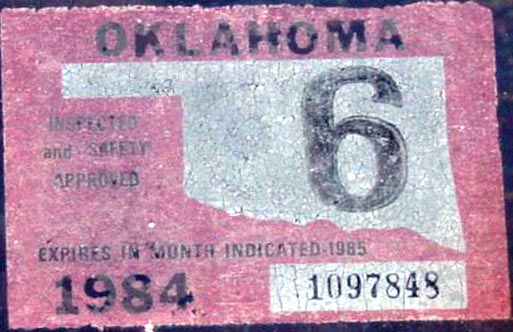 OKLAHOMA
6
INSPECTED
and SAFETY
APPROVED
EXPIRES IN MONTH INDICATED-1985
1984
1097848